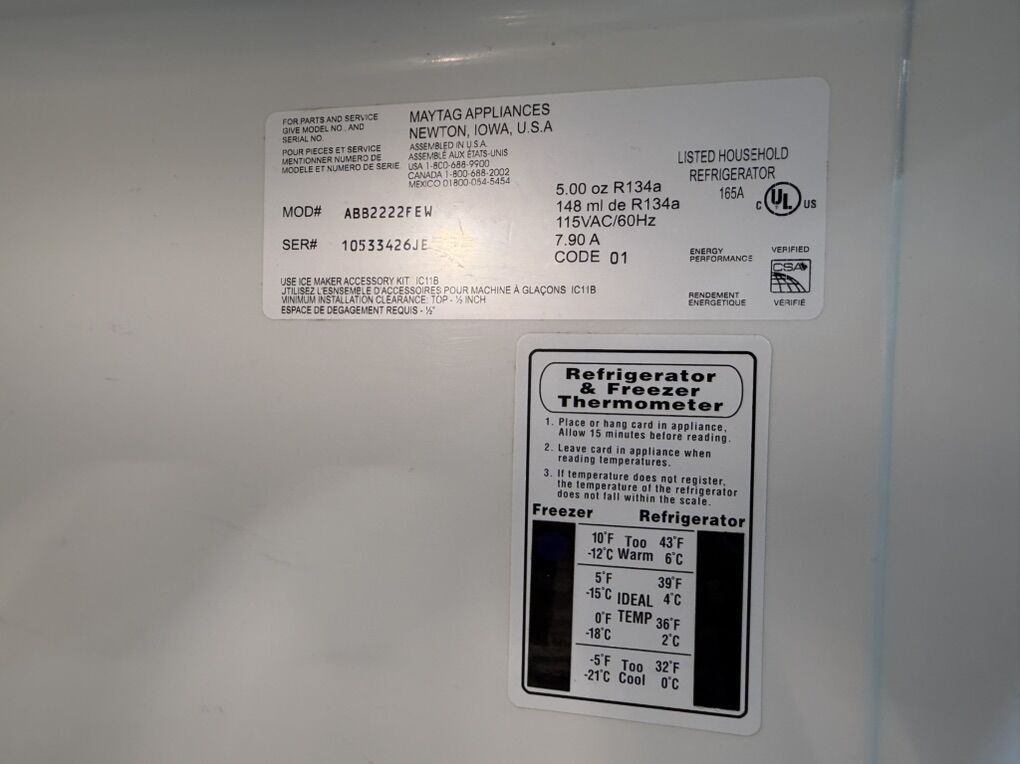 FOR PARTS AND SERVICE
GIVE MODEL NO., AND
SERIAL NO.
POUR PIECES ET SERVICE
MENTIONNER NUMERO DE
MODELE ET NUMERO DE SERIE.
MAYTAG APPLIANCES
NEWTON, IOWA, U.S.A
ASSEMBLED IN U.S.A.
ASSEMBLÉ AUX ÉTATS-UNIS
USA 1-800-688-9900
CANADA 1-800-688-2002
MEXICO 01800-054-5454
MOD# ABB2222FEW
SER# 10533426JE
5.00 oz R134a
148 ml de R134a
115VAC/60Hz
7.90 A
CODE 01
LISTED HOUSEHOLD
REFRIGERATOR
165A
C UL US
ENERGY
PERFORMANCE
RENDEMENT
ENERGETIQUE
VERIFIED
CSA
VÉRIFIÉ
USE ICE MAKER ACCESSORY KIT IC11B
UTILISEZ L'ENSEMBLE D'ACCESSOIRES POUR MACHINE À GLAÇONS IC11B
MINIMUM INSTALLATION CLEARANCE: TOP - ½ INCH
ESPACE DE DEGAGEMENT REQUIS - ½"
Refrigerator
& Freezer
Thermometer
1. Place or hang card in appliance,
Allow 15 minutes before reading.
2. Leave card in appliance when
reading temperatures.
3. If temperature does not register,
the temperature of the refrigerator
does not fall within the scale.
Freezer Refrigerator
10°F Too 43°F
-12°C Warm 6°C
5°F 39°F
-15°C IDEAL 4°C
0°F TEMP 36°F
-18°C 2°C
-5°F Too 32°F
-21°C Cool 0°C